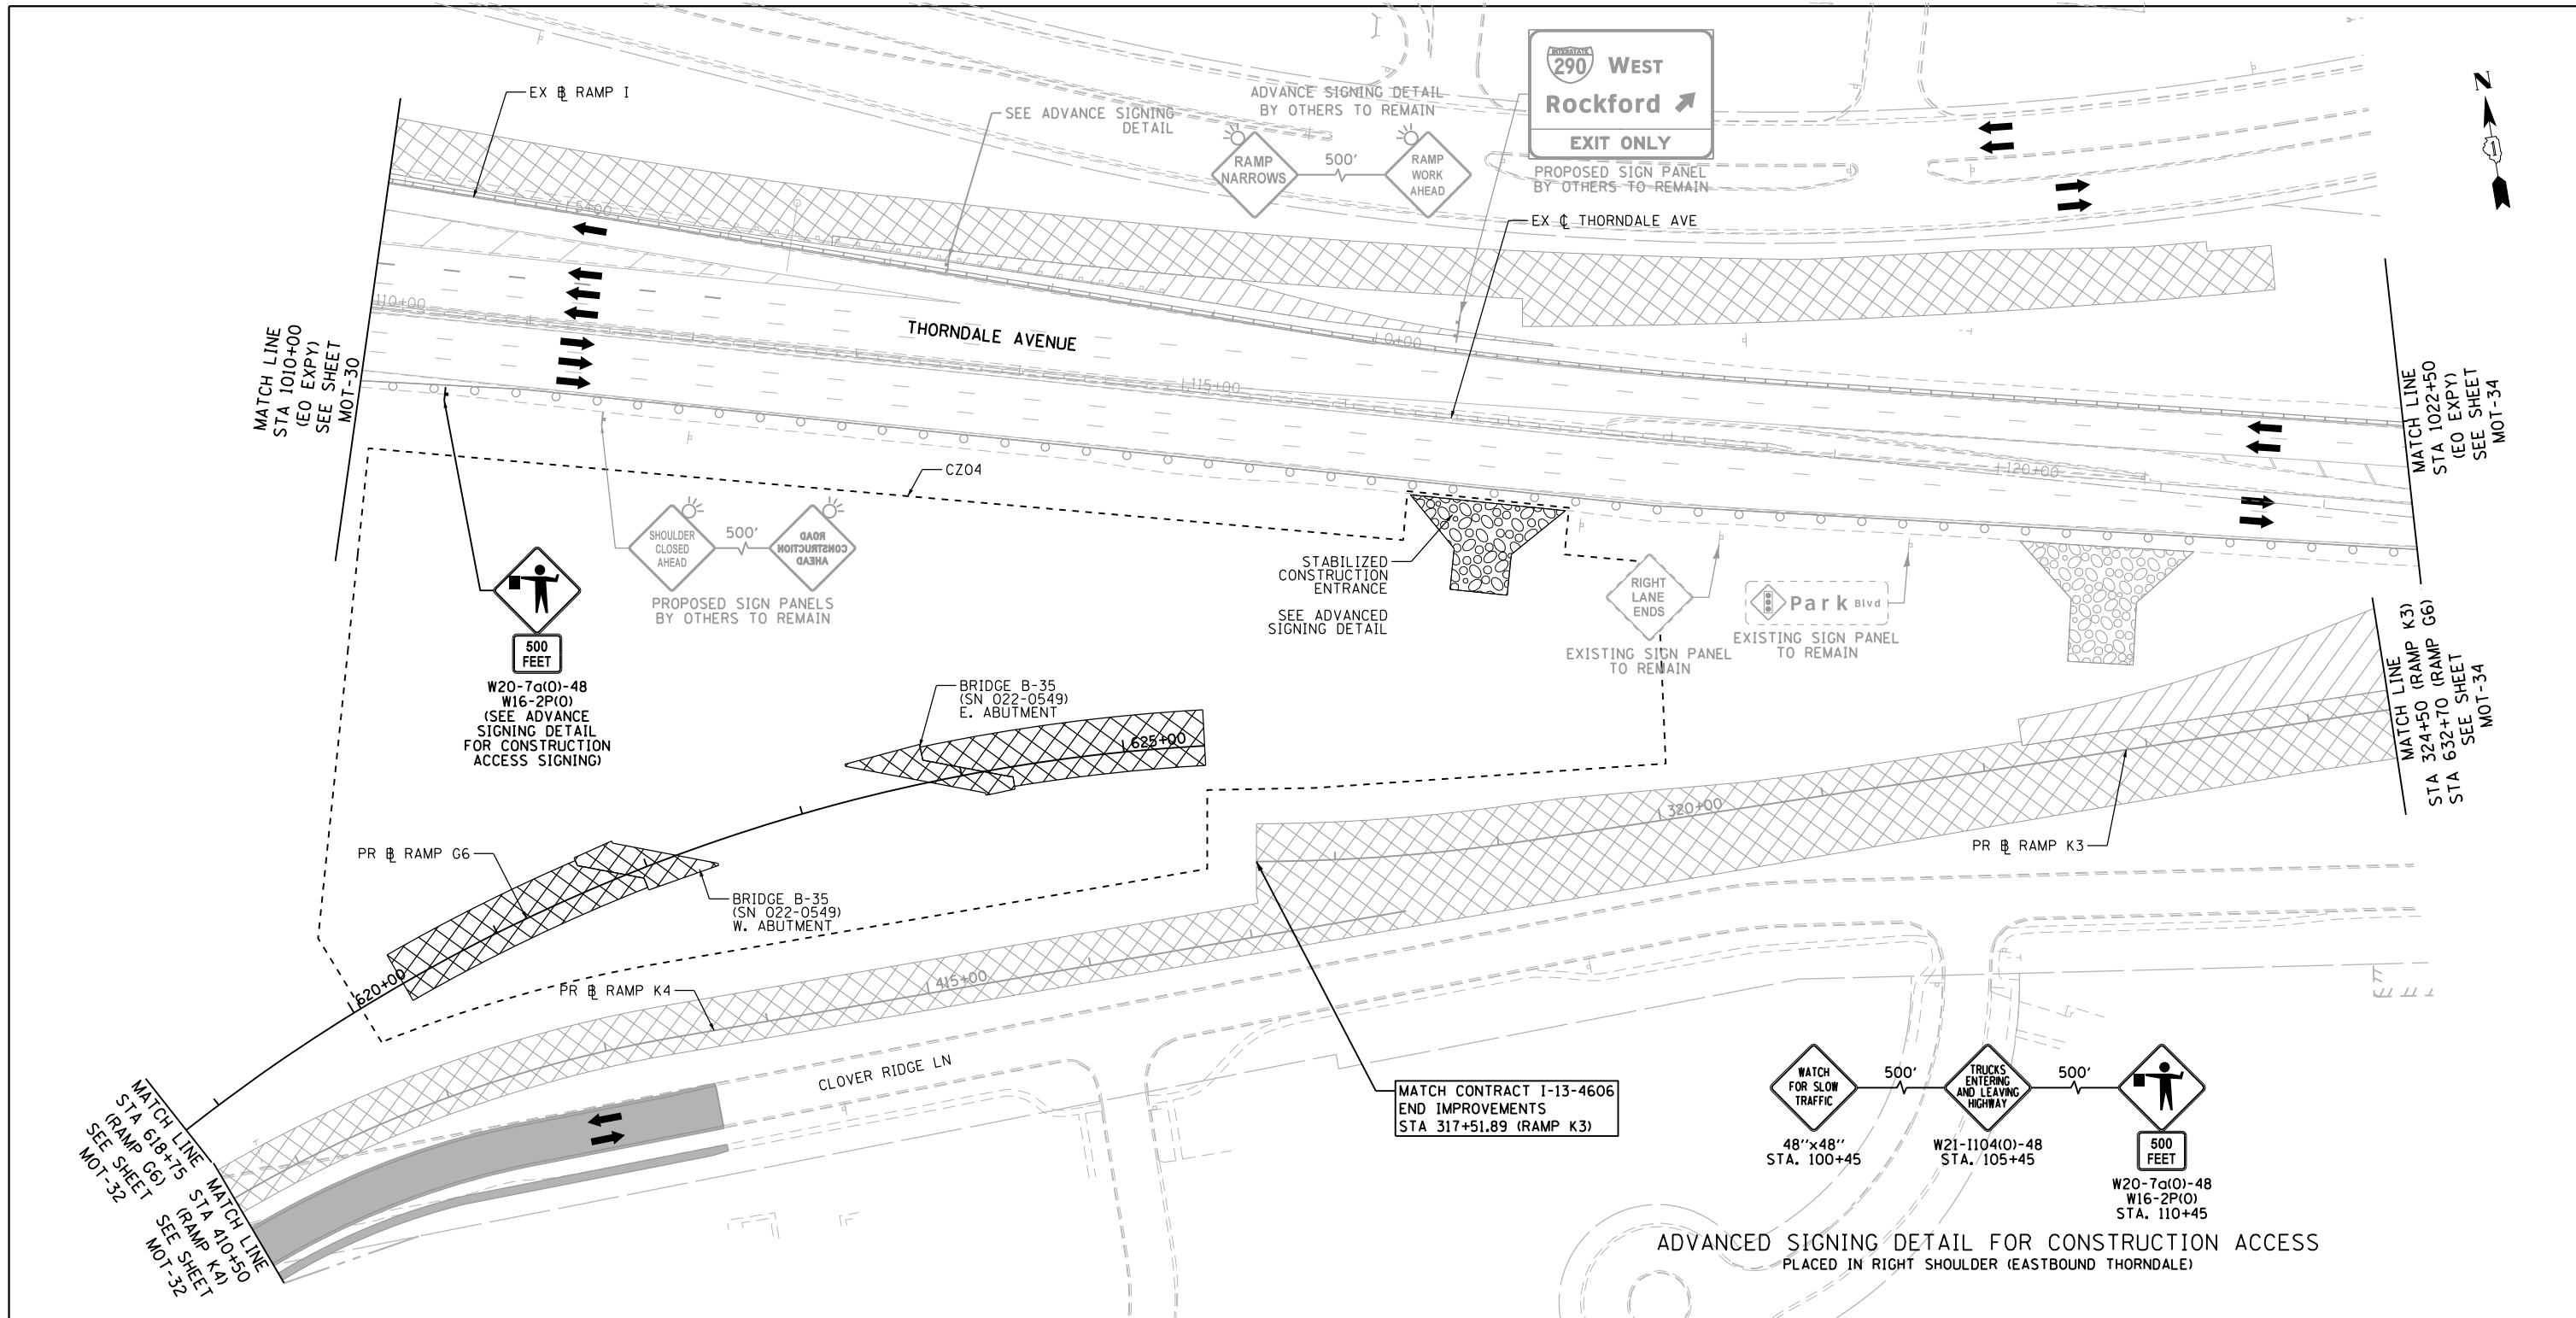 EX ℄ RAMP I
SEE ADVANCE SIGNING
DETAIL
ADVANCE SIGNING DETAIL
BY OTHERS TO REMAIN
RAMP
NARROWS
500'
RAMP
WORK
AHEAD
INTERSTATE
290 WEST
Rockford
EXIT ONLY
PROPOSED SIGN PANEL
BY OTHERS TO REMAIN
N
1
EX ℄ THORNDALE AVE
110+00
THORNDALE AVENUE
0+00
115+00
120+00
MATCH LINE
STA 1010+00
(EO EXPY)
SEE SHEET
MOT-30
MATCH LINE
STA 1022+50
(EO EXPY)
SEE SHEET
MOT-34
CZ04
SHOULDER
CLOSED
AHEAD
500'
ROAD
CONSTRUCTION
AHEAD
PROPOSED SIGN PANELS
BY OTHERS TO REMAIN
500
FEET
W20-7a(O)-48
W16-2P(O)
(SEE ADVANCE
SIGNING DETAIL
FOR CONSTRUCTION
ACCESS SIGNING)
STABILIZED
CONSTRUCTION
ENTRANCE
SEE ADVANCED
SIGNING DETAIL
RIGHT
LANE
ENDS
EXISTING SIGN PANEL
TO REMAIN
Park Blvd
EXISTING SIGN PANEL
TO REMAIN
MATCH LINE
STA 324+50 (RAMP K3)
STA 632+70 (RAMP G6)
SEE SHEET
MOT-34
BRIDGE B-35
(SN 022-0549)
E. ABUTMENT
625+00
320+00
PR ⅊ RAMP G6
PR ⅊ RAMP K3
BRIDGE B-35
(SN 022-0549)
W. ABUTMENT
620+00
PR ⅊ RAMP K4
415+00
CLOVER RIDGE LN
MATCH LINE
STA 618+75
(RAMP G6)
SEE SHEET
MOT-32
MATCH LINE
STA 410+50
(RAMP K4)
SEE SHEET
MOT-32
MATCH CONTRACT I-13-4606
END IMPROVEMENTS
STA 317+51.89 (RAMP K3)
WATCH
FOR SLOW
TRAFFIC
500'
TRUCKS
ENTERING
AND LEAVING
HIGHWAY
500'
48''x48''
STA. 100+45
W21-I104(O)-48
STA. 105+45
500
FEET
W20-7a(O)-48
W16-2P(O)
STA. 110+45
ADVANCED SIGNING DETAIL FOR CONSTRUCTION ACCESS
PLACED IN RIGHT SHOULDER (EASTBOUND THORNDALE)